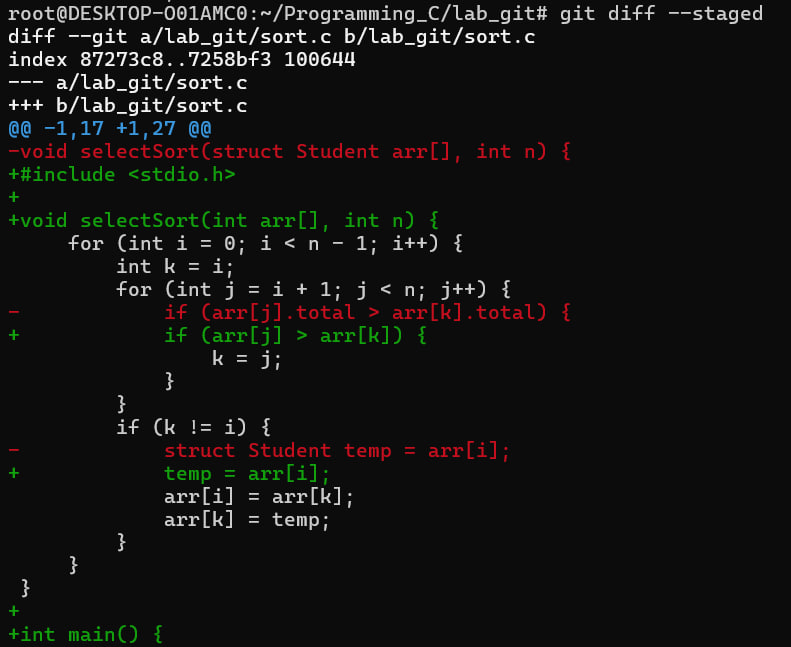 root@DESKTOP-O01AMC0:~/Programming_C/lab_git# git diff --staged
diff --git a/lab_git/sort.c b/lab_git/sort.c
index 87273c8..7258bf3 100644
--- a/lab_git/sort.c
+++ b/lab_git/sort.c
@@ -1,17 +1,27 @@
-void selectSort(struct Student arr[], int n) {
+#include <stdio.h>
+
+void selectSort(int arr[], int n) {
     for (int i = 0; i < n - 1; i++) {
         int k = i;
         for (int j = i + 1; j < n; j++) {
-            if (arr[j].total > arr[k].total) {
+            if (arr[j] > arr[k]) {
                 k = j;
             }
         }
         if (k != i) {
-            struct Student temp = arr[i];
+            temp = arr[i];
             arr[i] = arr[k];
             arr[k] = temp;
         }
     }
 }
+
+int main() {